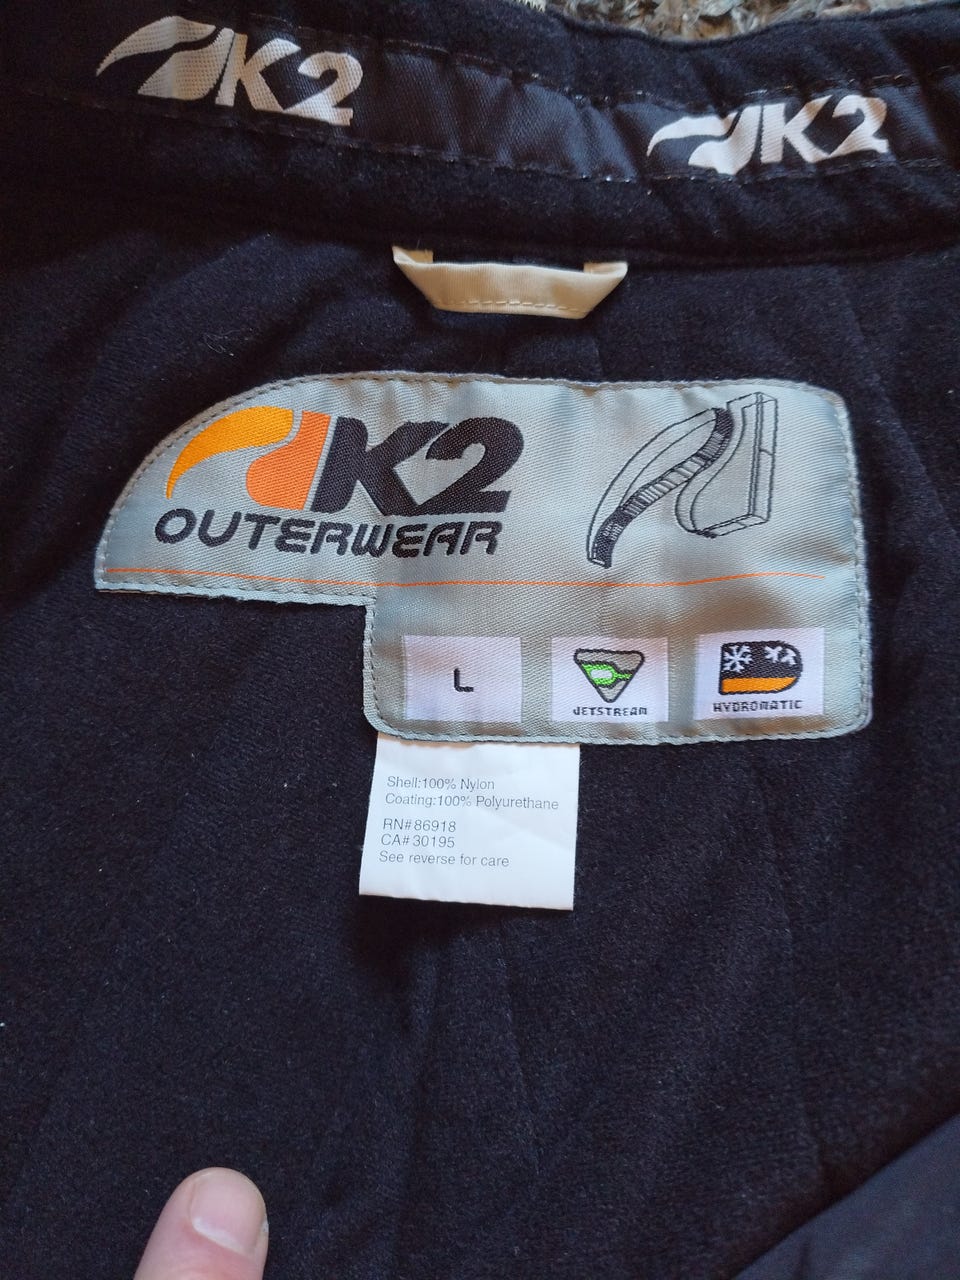 K2
K2
K2
OUTERWEAR
L
JETSTREAM
HYDROMATIC
Shell:100% Nylon
Coating:100% Polyurethane
RN#86918
CA#30195
See reverse for care